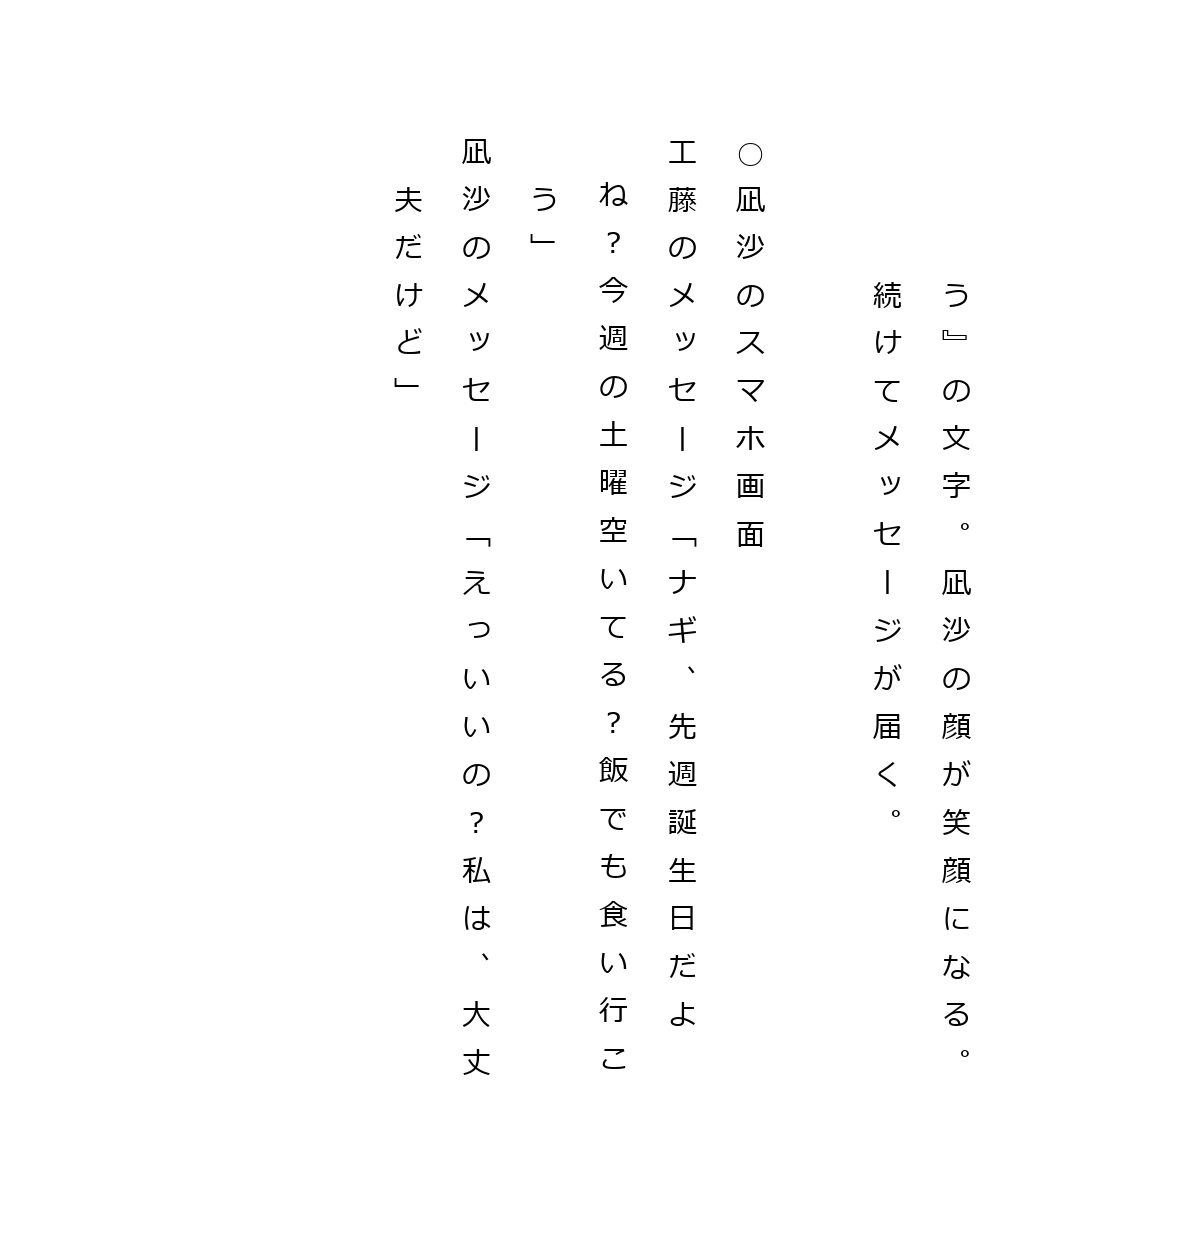 う』の文字。凪沙の顔が笑顔になる。
続けてメッセージが届く。
○凪沙のスマホ画面
工藤のメッセージ「ナギ、先週誕生日だよ
ね？今週の土曜空いてる？飯でも食い行こ
う」
凪沙のメッセージ「えっいいの？私は、大丈
夫だけど」